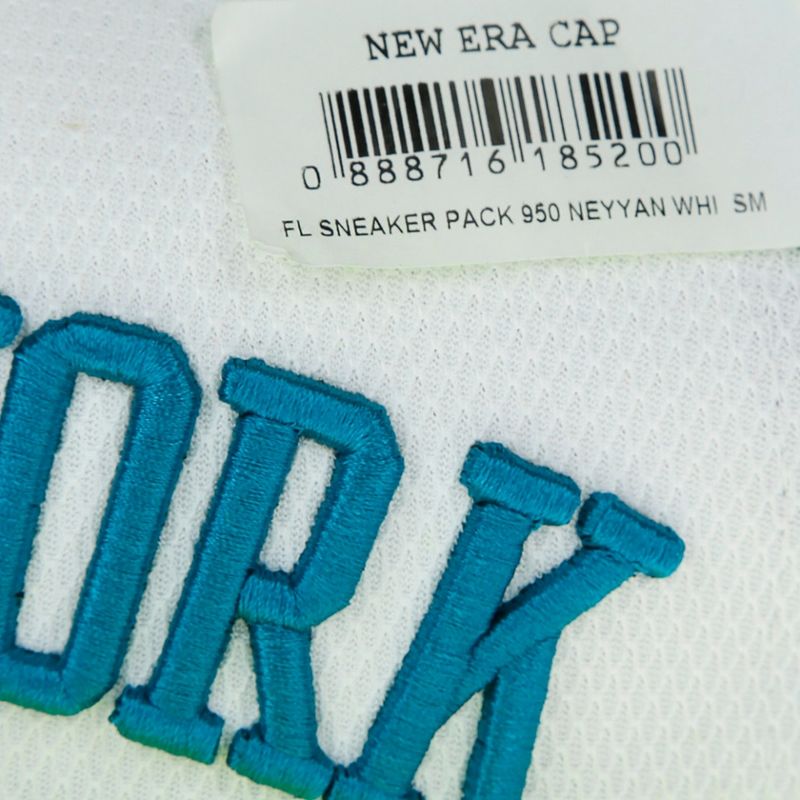 NEW ERA CAP
0 888716 185200
FL SNEAKER PACK 950 NEYYAN WHI SM
ORK